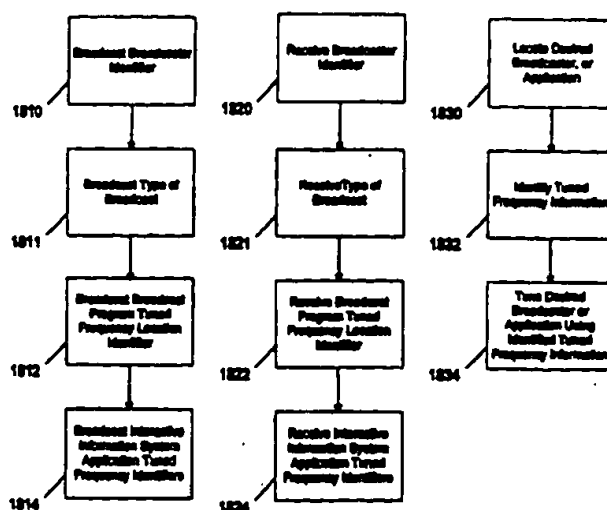 Broadcast Broadcaster
Identifier
1810
Broadcast Type of
Broadcast
1811
Broadcast Broadcast
Program Tuned
Frequency Location
Identifier
1812
Broadcast Interactive
Information System
Application Tuned
Frequency Identifiers
1814
Receive Broadcaster
Identifier
1820
ReceiveType of
Broadcast
1821
Receive Broadcast
Program Tuned
Frequency Location
Identifier
1822
Receive Interactive
Information System
Application Tuned
Frequency Identifiers
1824
Locate Desired
Broadcaster, or
Application
1830
Identify Tuned
Frequency Information
1832
Tune Desired
Broadcaster or
Application Using
Identified Tuned
Frequency Information
1834